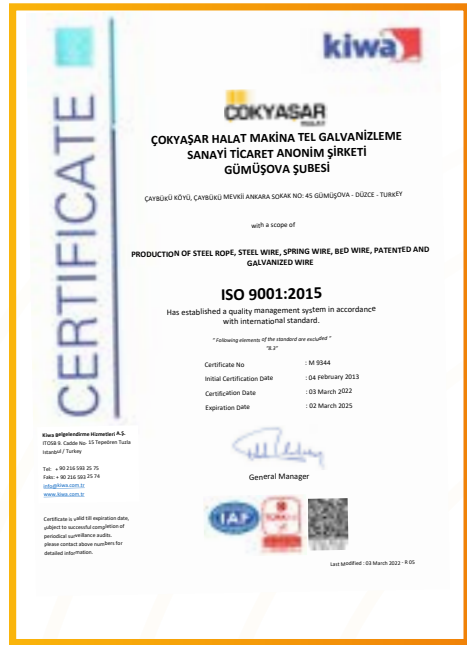 CERTIFICATE
kiwa
ÇOKYAŞAR
HALAT
ÇOKYAŞAR HALAT MAKİNA TEL GALVANİZLEME
SANAYİ TİCARET ANONİM ŞİRKETİ
GÜMÜŞOVA ŞUBESİ
ÇAYBÜKÜ KÖYÜ, ÇAYBÜKÜ MEVKİİ ANKARA SOKAK NO: 45 GÜMÜŞOVA - DÜZCE - TURKEY
with a scope of
PRODUCTION OF STEEL ROPE, STEEL WIRE, SPRING WIRE, BED WIRE, PATENTED AND
GALVANIZED WIRE
ISO 9001:2015
Has established a quality management system in accordance
with international standard.
" Following elements of the standard are excluded "
"8.3"
Certificate No : M 9344
Initial Certification Date : 04 February 2013
Certification Date : 03 March 2022
Expiration Date : 02 March 2025
Kiwa Belgelendirme Hizmetleri A.Ş.
ITOSB 9. Cadde No- 15 Tepeören Tuzla
Istanbul / Turkey
Tel: + 90 216 593 25 75
Faks: + 90 216 593 25 74
info@kiwa.com.tr
www.kiwa.com.tr
General Manager
Certificate is valid till expiration date,
subject to successful completion of
periodical surveillance audits,
please contact above numbers for
detailed information.
IAF
Last Modified : 03 March 2022 - R 05